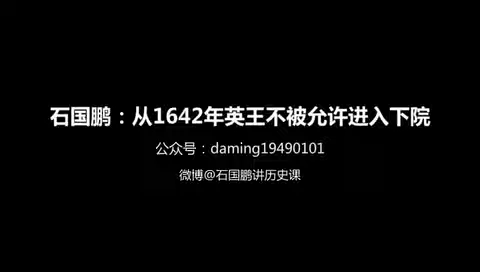 石国鹏：从1642年英王不被允许进入下院
公众号：daming19490101
微博@石国鹏讲历史课